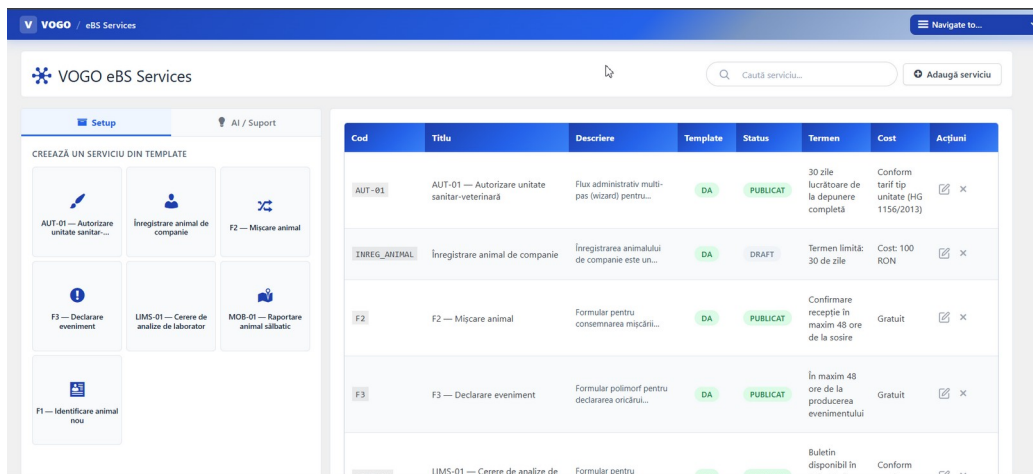 V VOGO / eBS Services
Navigate to...
VOGO eBS Services
Caută serviciu...
Adaugă serviciu
Setup
AI / Suport
CREEAZĂ UN SERVICIU DIN TEMPLATE
AUT-01 — Autorizare
unitate sanitar-...
Înregistrare animal de
companie
F2 — Mișcare animal
F3 — Declarare
eveniment
LIMS-01 — Cerere de
analize de laborator
MOB-01 — Raportare
animal sălbatic
F1 — Identificare animal
nou
Cod Titlu Descriere Template Status Termen Cost Acțiuni
AUT-01
AUT-01 — Autorizare unitate
sanitar-veterinară
Flux administrativ multi-
pas (wizard) pentru...
DA
PUBLICAT
30 zile
lucrătoare de
la depunere
completă
Conform
tarif tip
unitate (HG
1156/2013)
INREG_ANIMAL
Înregistrare animal de companie
Înregistrarea animalului
de companie este un...
DA
DRAFT
Termen limită:
30 de zile
Cost: 100
RON
F2
F2 — Mișcare animal
Formular pentru
consemnarea mișcării...
DA
PUBLICAT
Confirmare
recepție în
maxim 48 ore
de la sosire
Gratuit
F3
F3 — Declarare eveniment
Formular polimorf pentru
declararea oricărui...
DA
PUBLICAT
În maxim 48
ore de la
producerea
evenimentului
Gratuit
LIMS-01 — Cerere de analize de
Formular pentru
Buletin
disponibil în
Conform